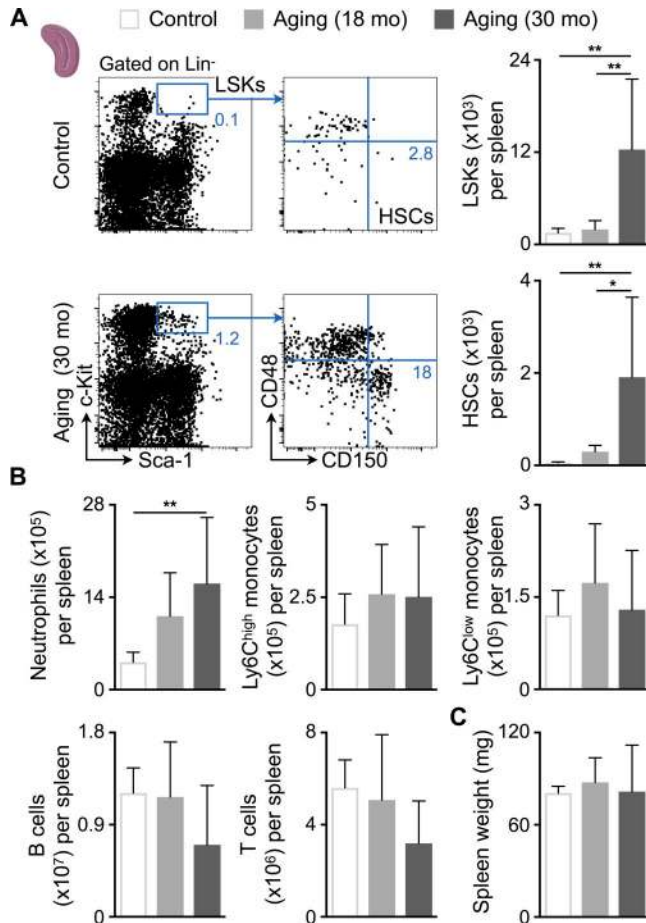 A
Control
Aging (18 mo)
Aging (30 mo)
Gated on Lin⁻
LSKs
0.1
2.8
HSCs
Control
24
12
0
LSKs (x10³)
per spleen
**
**
1.2
18
Aging (30 mo)
c-Kit
Sca-1
CD48
CD150
4
2
0
HSCs (x10³)
per spleen
**
*
B
28
14
0
Neutrophils (x10⁵)
per spleen
**
5
2.5
0
Ly6Cʰⁱᵍʰ monocytes
(x10⁵) per spleen
3
1.5
0
Ly6Cˡᵒʷ monocytes
(x10⁵) per spleen
1.8
0.9
0
B cells
(x10⁷) per spleen
8
4
0
T cells
(x10⁶) per spleen
C
120
60
0
Spleen weight (mg)